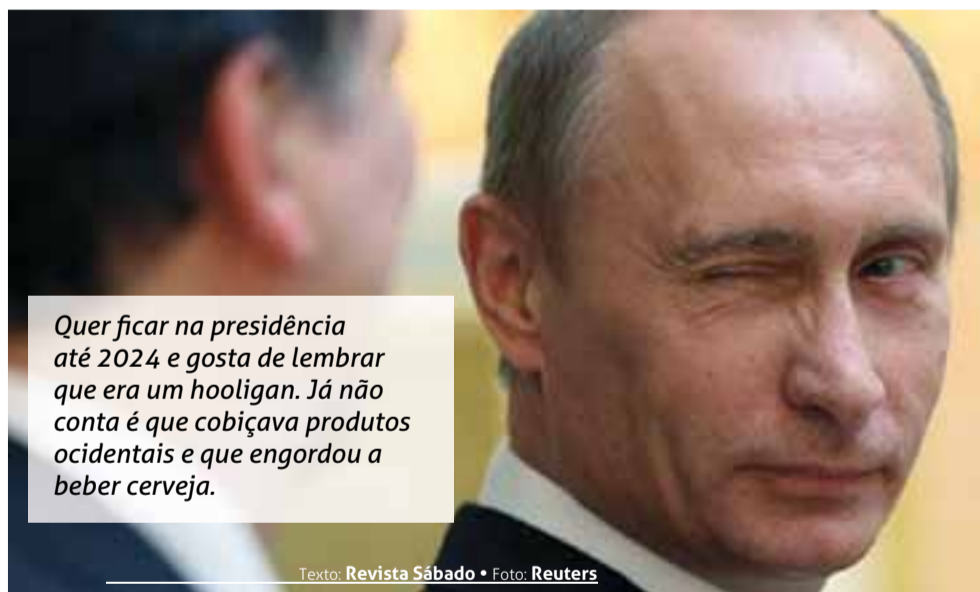 Quer ficar na presidência
até 2024 e gosta de lembrar
que era um hooligan. Já não
conta é que cobiçava produtos
ocidentais e que engordou a
beber cerveja.
Texto: Revista Sábado • Foto: Reuters